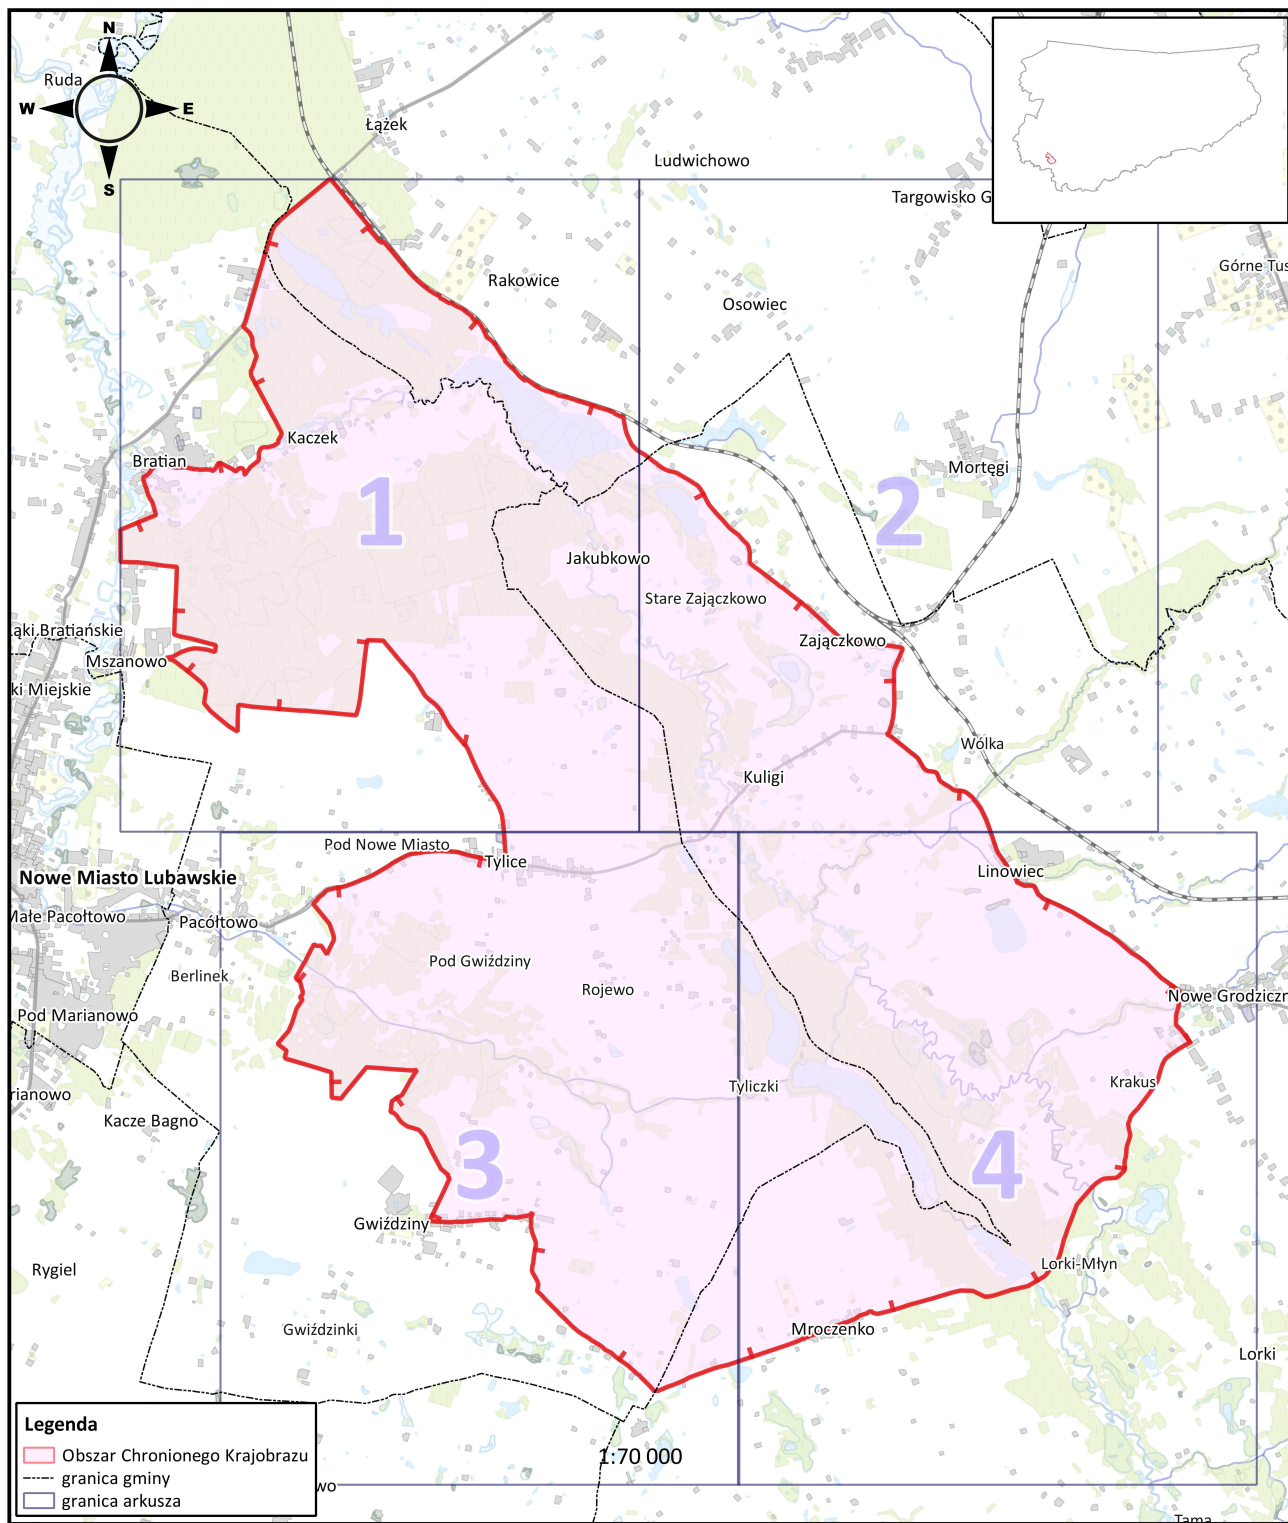 N
Ruda
W
E
S
Łążek
Ludwichowo
Targowisko G
Górne Tus
Rakowice
Osowiec
Kaczek
Bratian
Mortęgi
1
2
Jakubkowo
Stare Zajączkowo
Zajączkowo
Łąki Bratiańskie
Mszanowo
ki Miejskie
Wólka
Kuligi
Pod Nowe Miasto
Tylice
Linowiec
Nowe Miasto Lubawskie
Małe Pacółtowo
Pacółtowo
Pod Gwiździny
Berlinek
Rojewo
Nowe Grodziczn
Pod Marianowo
Tyliczki
Krakus
rianowo
Kacze Bagno
3
4
Gwiździny
Rygiel
Lorki-Młyn
Gwiździnki
Mroczenko
Lorki
Legenda
Obszar Chronionego Krajobrazu
granica gminy
granica arkusza
1:70 000
wo
Tama